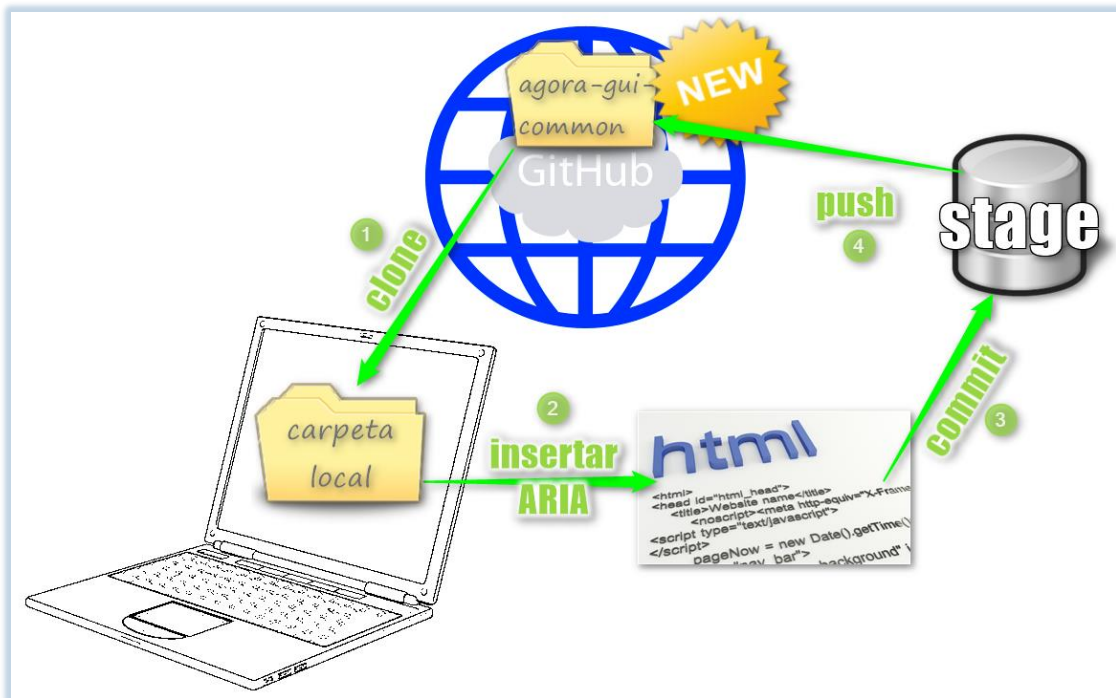 agora-gui-
common
NEW
GitHub
push
4
stage
1
clone
carpeta
local
2
insertar
ARIA
html
<html>
<head id="html_head">
<title>Website name</title>
<noscript><meta http-equiv="X-Frame
<script type="text/javascript">
</script>
pageNow = new Date().getTime()
"nav_bar">
background"
commit
3